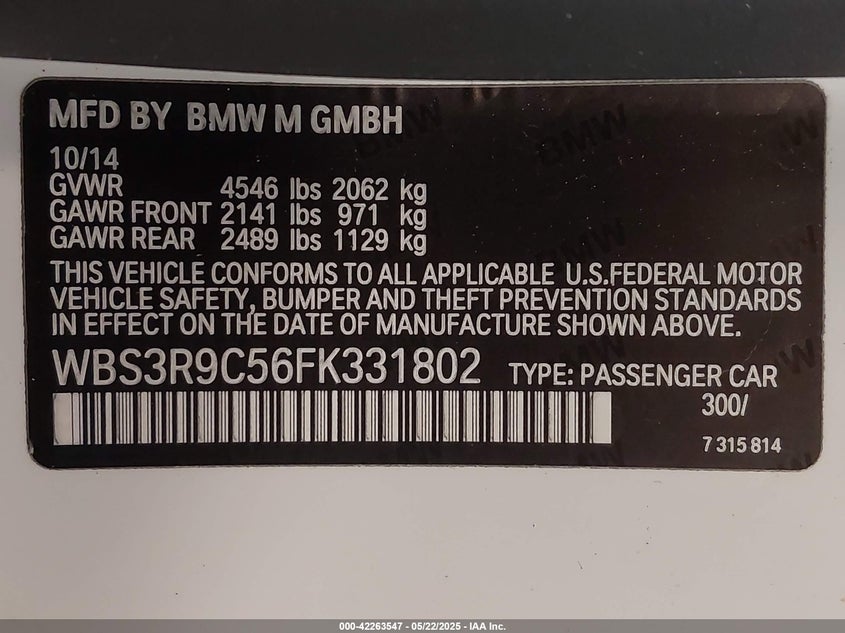 MFD BY BMW M GMBH
10/14
GVWR 4546 lbs 2062 kg
GAWR FRONT 2141 lbs 971 kg
GAWR REAR 2489 lbs 1129 kg
THIS VEHICLE CONFORMS TO ALL APPLICABLE U.S.FEDERAL MOTOR
VEHICLE SAFETY, BUMPER AND THEFT PREVENTION STANDARDS
IN EFFECT ON THE DATE OF MANUFACTURE SHOWN ABOVE.
WBS3R9C56FK331802 TYPE: PASSENGER CAR
300/
7 315 814
BMW
BMW
BMW
000-42263547 - 05/22/2025 - IAA Inc.